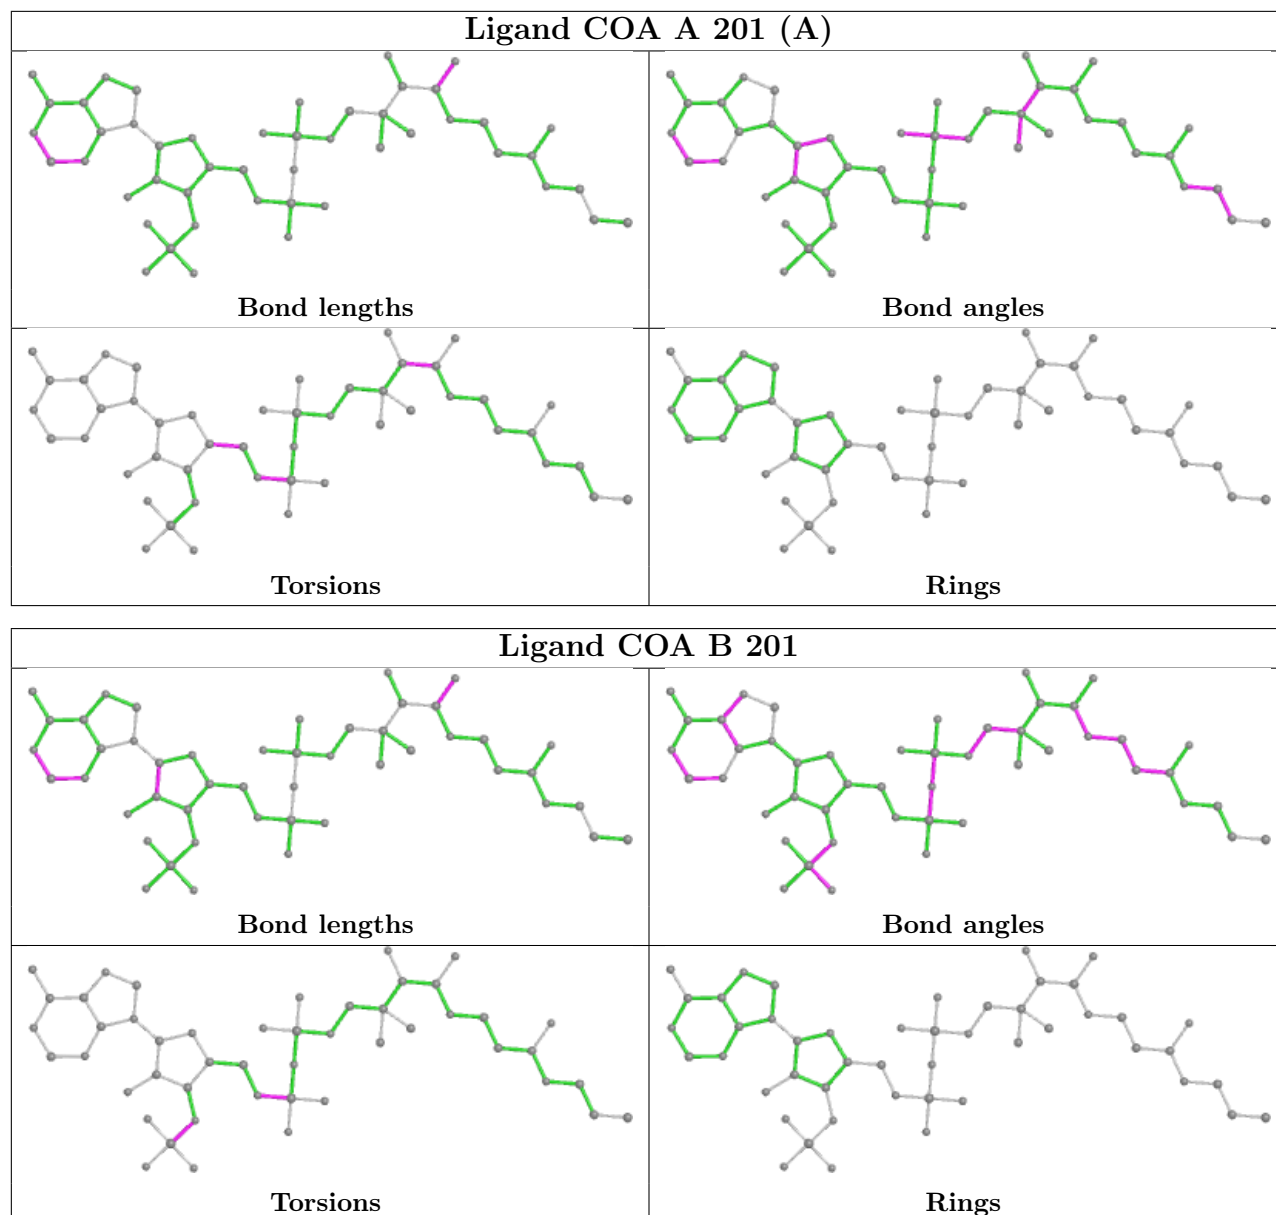 Ligand COA A 201 (A)
Bond lengths
Bond angles
Torsions
Rings
Ligand COA B 201
Bond lengths
Bond angles
Torsions
Rings